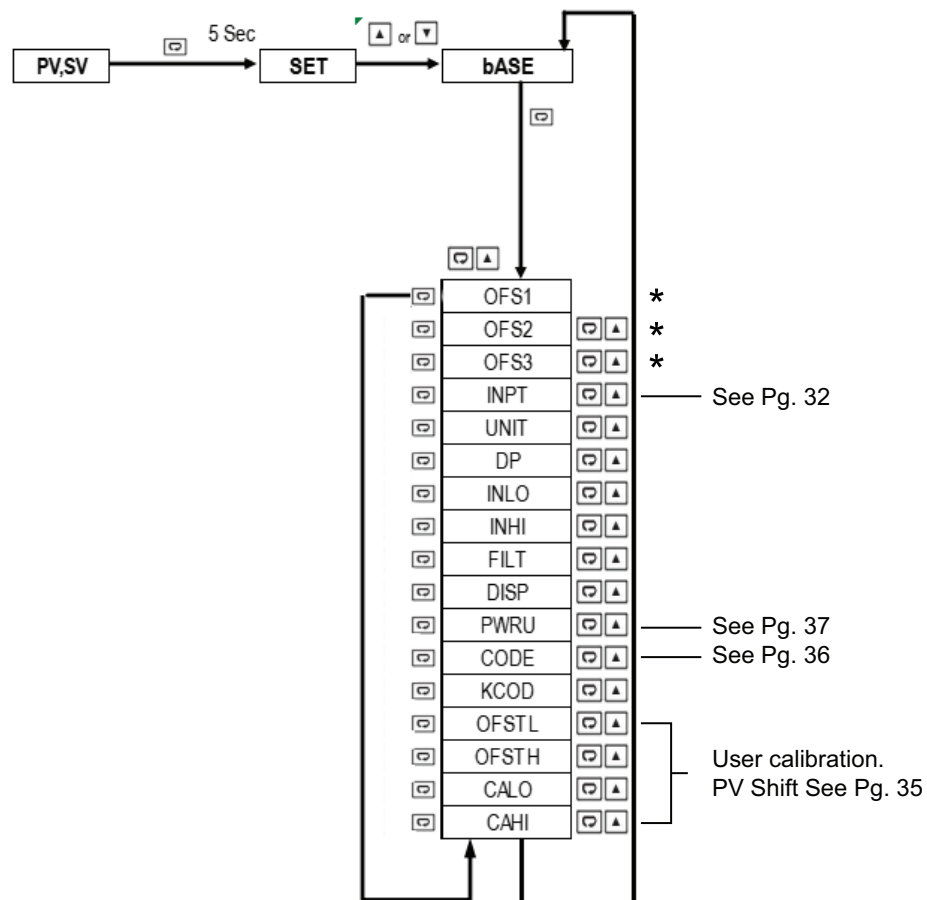 5 Sec
or
PV,SV
SET
bASE
OFS1 *
OFS2 *
OFS3 *
INPT See Pg. 32
UNIT
DP
INLO
INHI
FILT
DISP
PWRU See Pg. 37
CODE See Pg. 36
KCOD
OFSTL
OFSTH
CALO
CAHI
User calibration.
PV Shift See Pg. 35